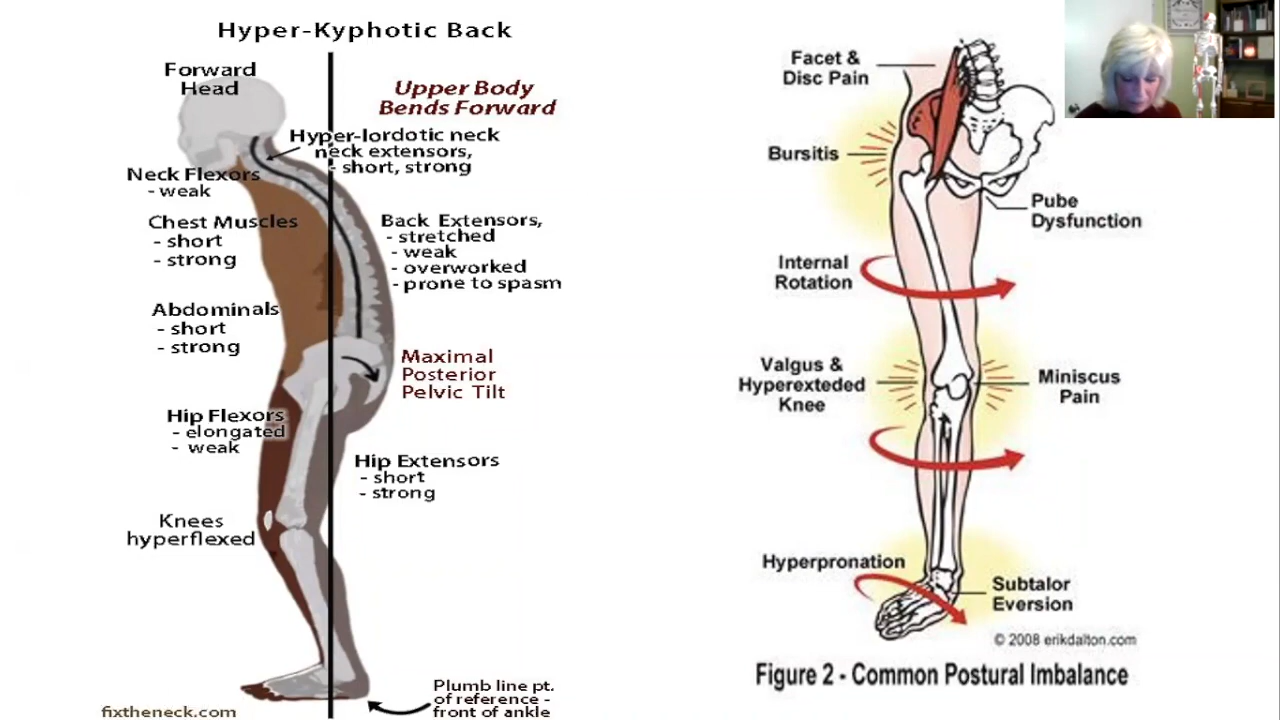 Hyper-Kyphotic Back
Forward
Head
Upper Body
Bends Forward
Hyper-lordotic neck
neck extensors,
- short, strong
Neck Flexors
- weak
Chest Muscles
- short
- strong
Back Extensors,
- stretched
- weak
- overworked
- prone to spasm
Abdominals
- short
- strong
Maximal
Posterior
Pelvic Tilt
Hip Flexors
- elongated
- weak
Hip Extensors
- short
- strong
Knees
hyperflexed
Plumb line pt.
of reference -
front of ankle
fixtheneck.com
Facet &
Disc Pain
Bursitis
Pube
Dysfunction
Internal
Rotation
Valgus &
Hyperexteded
Knee
Miniscus
Pain
Hyperpronation
Subtalor
Eversion
© 2008 erikdalton.com
Figure 2 - Common Postural Imbalance